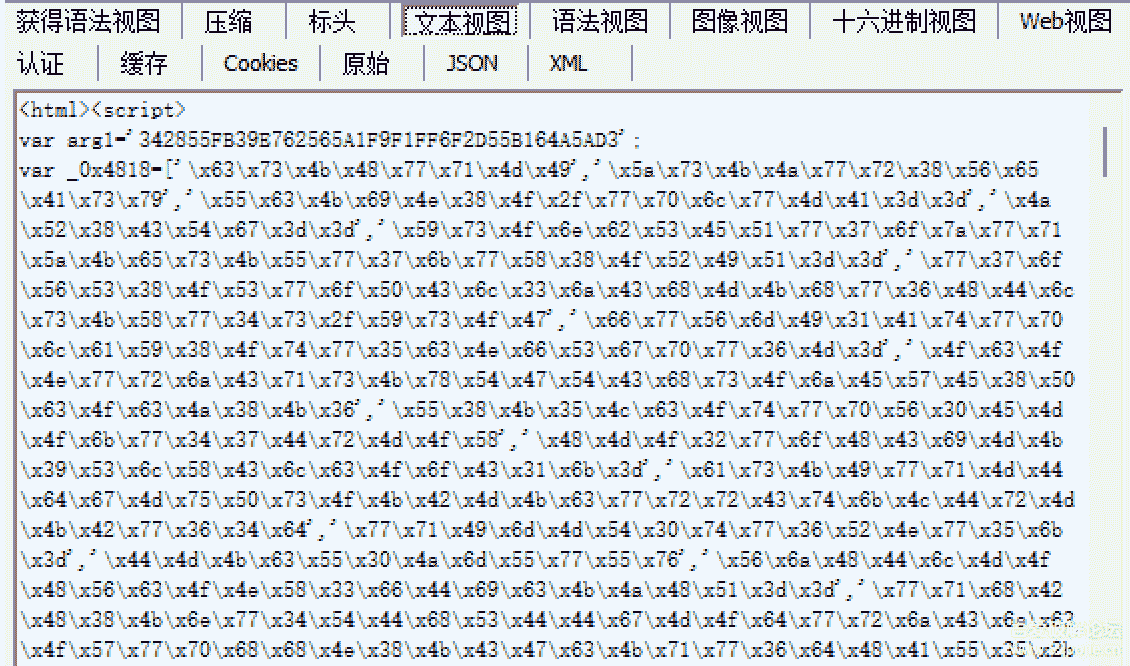 获得语法视图 压缩 标头 文本视图 语法视图 图像视图 十六进制视图 Web视图
认证 缓存 Cookies 原始 JSON XML
<html><script>
var arg1='342855FB39E762565A1F9F1FF6F2D55B164A5AD3';
var _0x4818=['\x63\x73\x4b\x48\x77\x71\x4d\x49','\x5a\x73\x4b\x4a\x77\x72\x38\x56\x65
\x41\x73\x79','\x55\x63\x4b\x69\x4e\x38\x4f\x2f\x77\x70\x6c\x77\x4d\x41\x3d\x3d','\x4a
\x52\x38\x43\x54\x67\x3d\x3d','\x59\x73\x4f\x6e\x62\x53\x45\x51\x77\x37\x6f\x7a\x77\x71
\x5a\x4b\x65\x73\x4b\x55\x77\x37\x6b\x77\x58\x38\x4f\x52\x49\x51\x3d\x3d','\x77\x37\x6f
\x56\x53\x38\x4f\x53\x77\x6f\x50\x43\x6c\x33\x6a\x43\x68\x4d\x4b\x68\x77\x36\x48\x44\x6c
\x73\x4b\x58\x77\x34\x73\x2f\x59\x73\x4f\x47','\x66\x77\x56\x6d\x49\x31\x41\x74\x77\x70
\x6c\x61\x59\x38\x4f\x74\x77\x35\x63\x4e\x66\x53\x67\x70\x77\x36\x4d\x3d','\x4f\x63\x4f
\x4e\x77\x72\x6a\x43\x71\x73\x4b\x78\x54\x47\x54\x43\x68\x73\x4f\x6a\x45\x57\x45\x38\x50
\x63\x4f\x63\x4a\x38\x4b\x36','\x55\x38\x4b\x35\x4c\x63\x4f\x74\x77\x70\x56\x30\x45\x4d
\x4f\x6b\x77\x34\x37\x44\x72\x4d\x4f\x58','\x48\x4d\x4f\x32\x77\x6f\x48\x43\x69\x4d\x4b
\x39\x53\x6c\x58\x43\x6c\x63\x4f\x6f\x43\x31\x6b\x3d','\x61\x73\x4b\x49\x77\x71\x4d\x44
\x64\x67\x4d\x75\x50\x73\x4f\x4b\x42\x4d\x4b\x63\x77\x72\x72\x43\x74\x6b\x4c\x44\x72\x4d
\x4b\x42\x77\x36\x34\x64','\x77\x71\x49\x6d\x4d\x54\x30\x74\x77\x36\x52\x4e\x77\x35\x6b
\x3d','\x44\x4d\x4b\x63\x55\x30\x4a\x6d\x55\x77\x55\x76','\x56\x6a\x48\x44\x6c\x4d\x4f
\x48\x56\x63\x4f\x4e\x58\x33\x66\x44\x69\x63\x4b\x4a\x48\x51\x3d\x3d','\x77\x71\x68\x42
\x48\x38\x4b\x6e\x77\x34\x54\x44\x68\x53\x44\x44\x67\x4d\x4f\x64\x77\x72\x6a\x43\x6e\x63
\x4f\x57\x77\x70\x68\x68\x4e\x38\x4b\x43\x47\x63\x4b\x71\x77\x36\x64\x48\x41\x55\x35\x2b